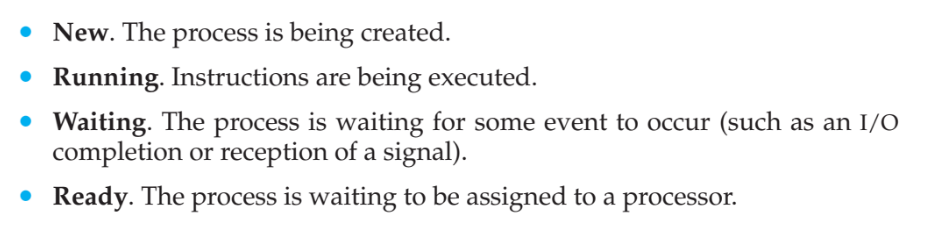 • New. The process is being created.
• Running. Instructions are being executed.
• Waiting. The process is waiting for some event to occur (such as an I/O
completion or reception of a signal).
• Ready. The process is waiting to be assigned to a processor.